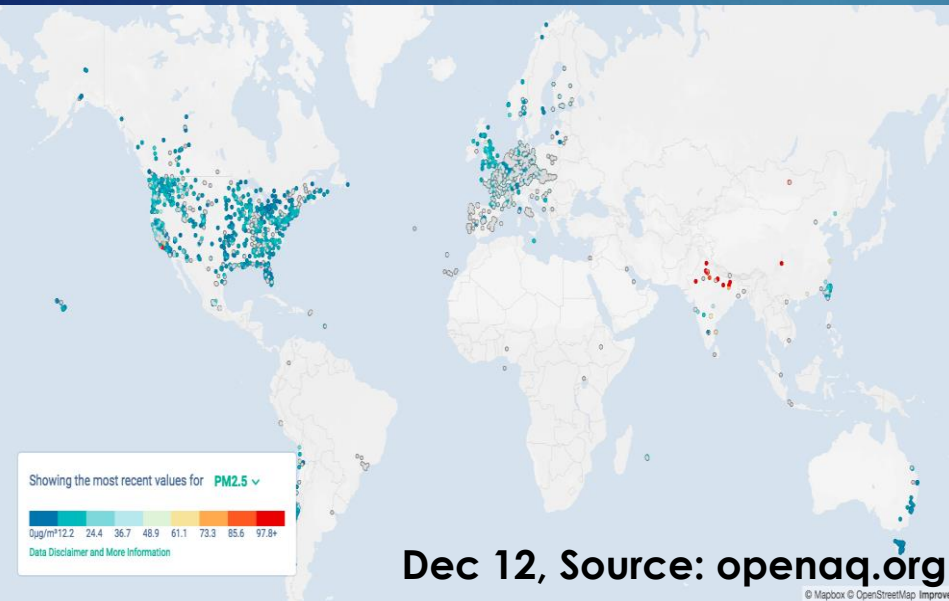 Showing the most recent values for PM2.5
0µg/m³ 12.2 24.4 36.7 48.9 61.1 73.3 85.6 97.8+
Data Disclaimer and More Information
Dec 12, Source: openaq.org
© Mapbox © OpenStreetMap Improv